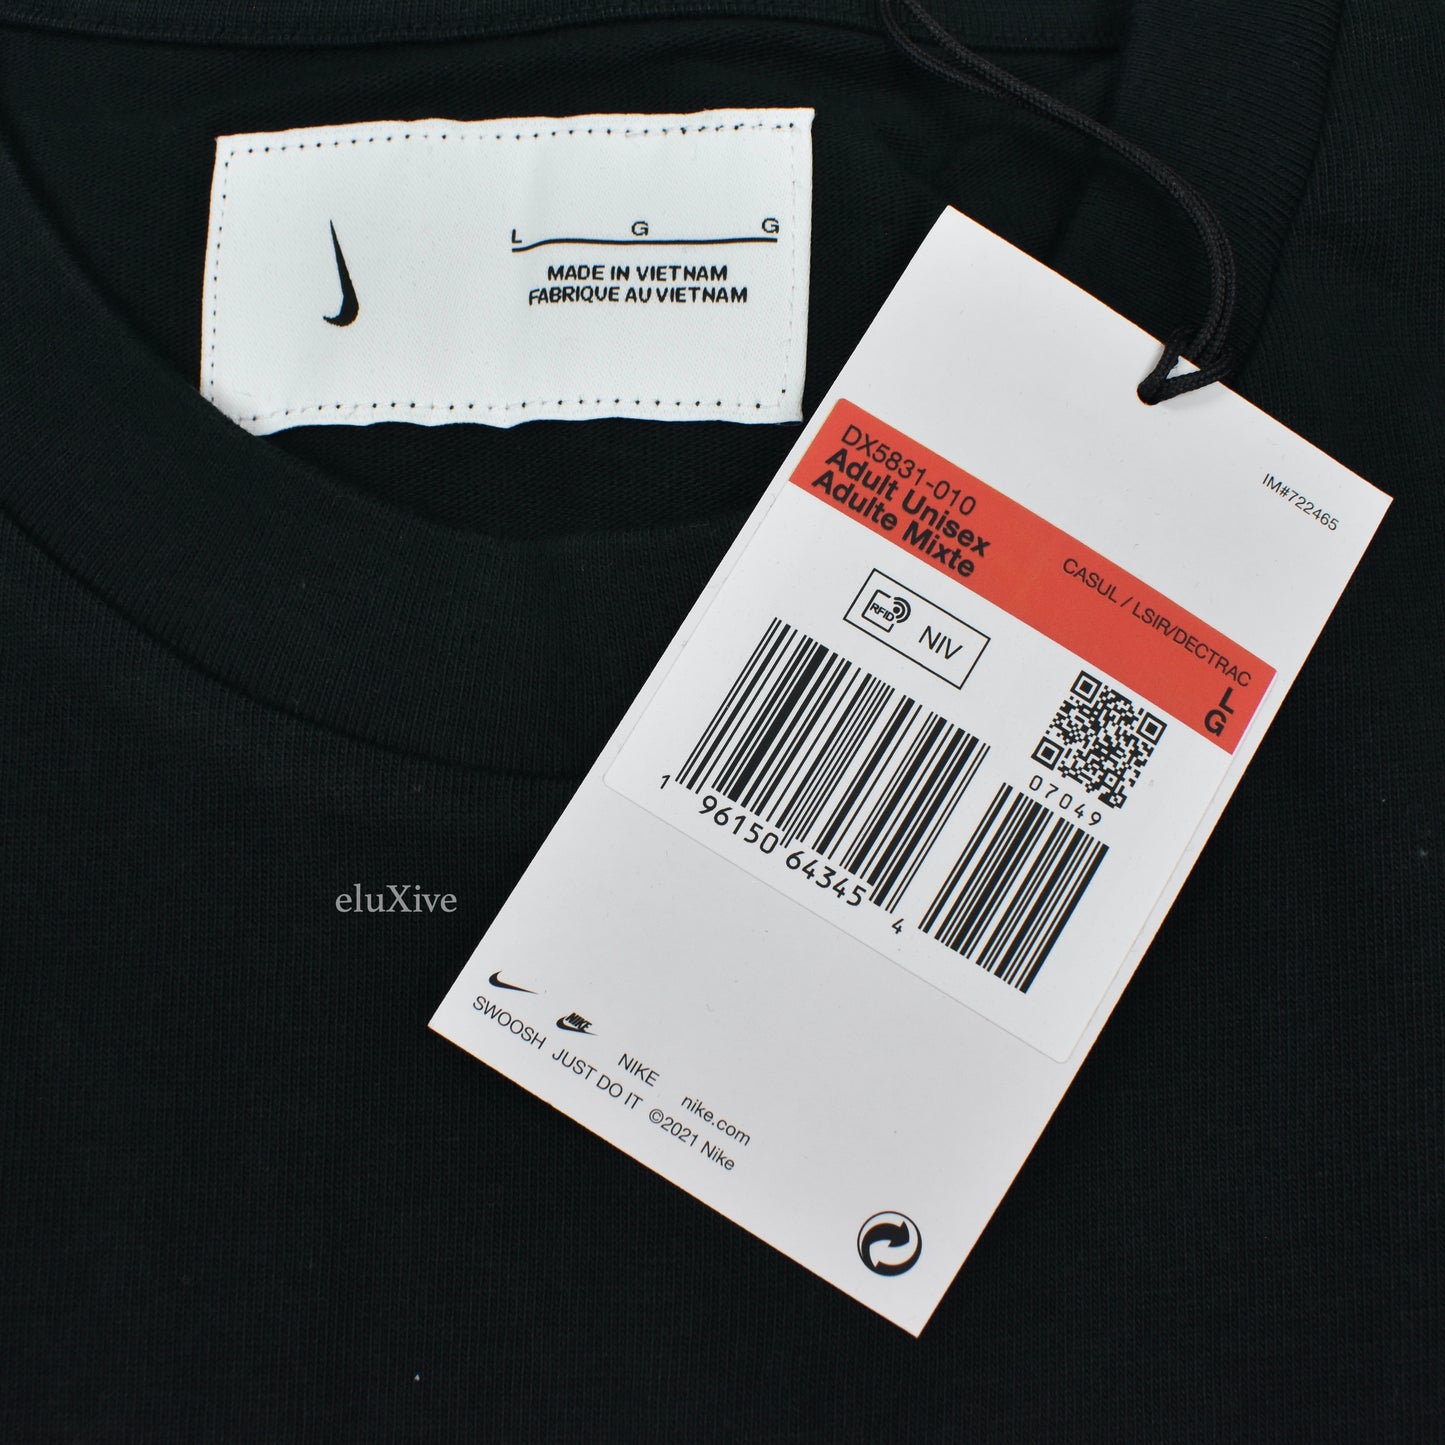 L G G
MADE IN VIETNAM
FABRIQUE AU VIETNAM
IM#722465
DX5831-010
Adult Unisex
Adulte Mixte
CASUL / LSIR/DECTRAC
L
G
RFID NIV
07049
1 96150 64345 4
eluXive
NIKE
SWOOSH JUST DO IT
NIKE nike.com
©2021 Nike